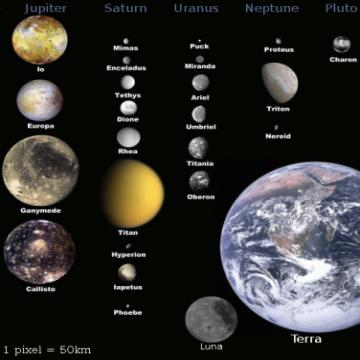 Jupiter Saturn Uranus Neptune Pluto
Io
Europa
Ganymede
Callisto
Mimas
Enceladus
Tethys
Dione
Rhea
Titan
Hyperion
Iapetus
Phoebe
Puck
Miranda
Ariel
Umbriel
Titania
Oberon
Proteus
Triton
Nereid
Charon
Luna
Terra
1 pixel = 50km